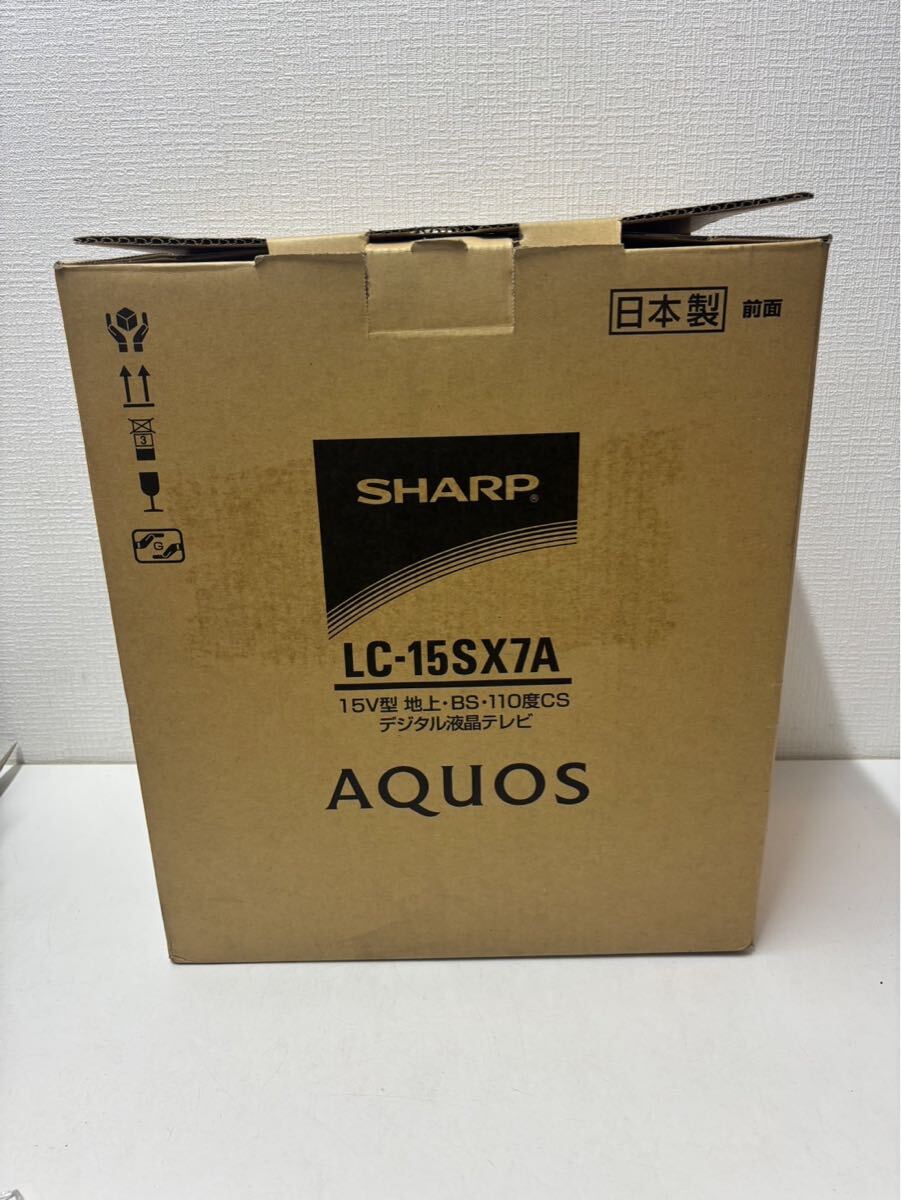 日本製 前面
3
G
SHARP®
LC-15SX7A
15V型 地上・BS・110度CS
デジタル液晶テレビ
AQUOS